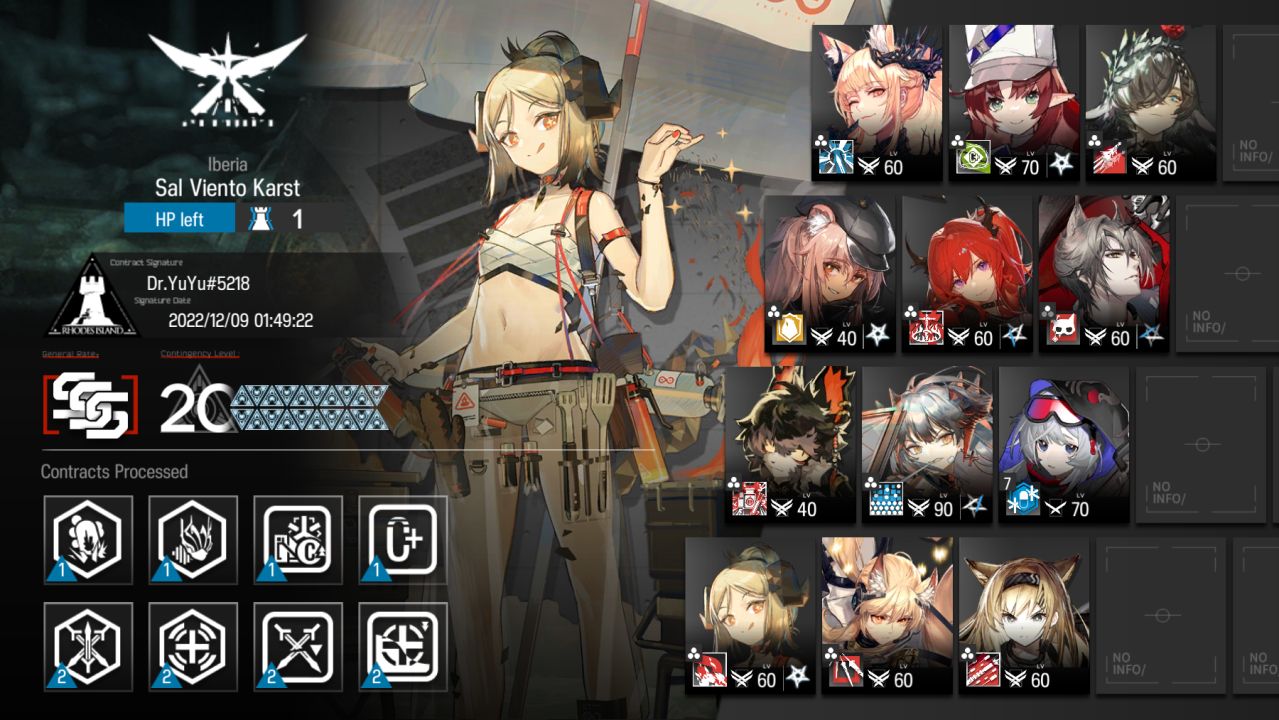 Iberia
Sal Viento Karst
HP left 1
Contract Signature
Dr.YuYu#5218
Signature Date
2022/12/09 01:49:22
RHODES ISLAND
General Rate:
Contingency Level:
20
Contracts Processed
1
1
1
1
2
2
2
2
LV
60
LV
70
LV
60
NO
INFO/
LV
40
LV
60
LV
60
NO
INFO/
LV
40
LV
90
7
LV
70
NO
INFO/
LV
60
LV
60
LV
60
NO
INFO/
NO
INFO/